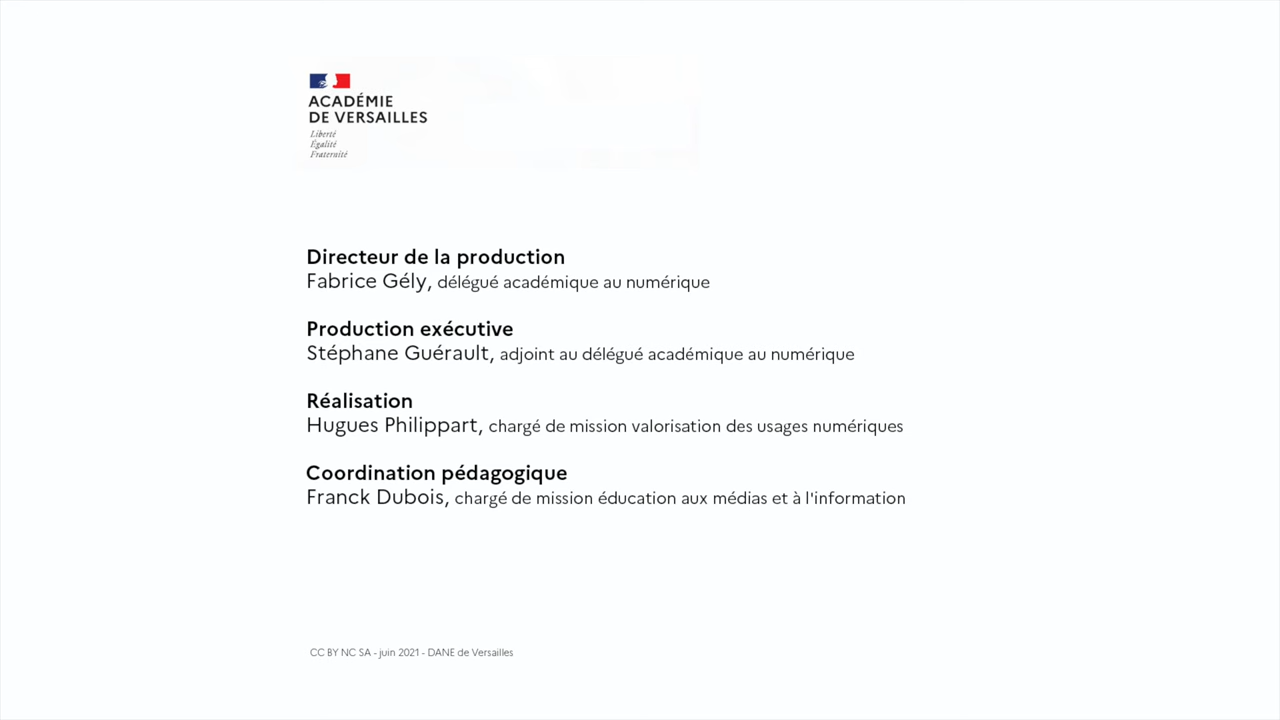 ACADÉMIE
DE VERSAILLES
Liberté
Égalité
Fraternité
Directeur de la production
Fabrice Gély, délégué académique au numérique
Production exécutive
Stéphane Guérault, adjoint au délégué académique au numérique
Réalisation
Hugues Philippart, chargé de mission valorisation des usages numériques
Coordination pédagogique
Franck Dubois, chargé de mission éducation aux médias et à l'information
CC BY NC SA - juin 2021 - DANE de Versailles